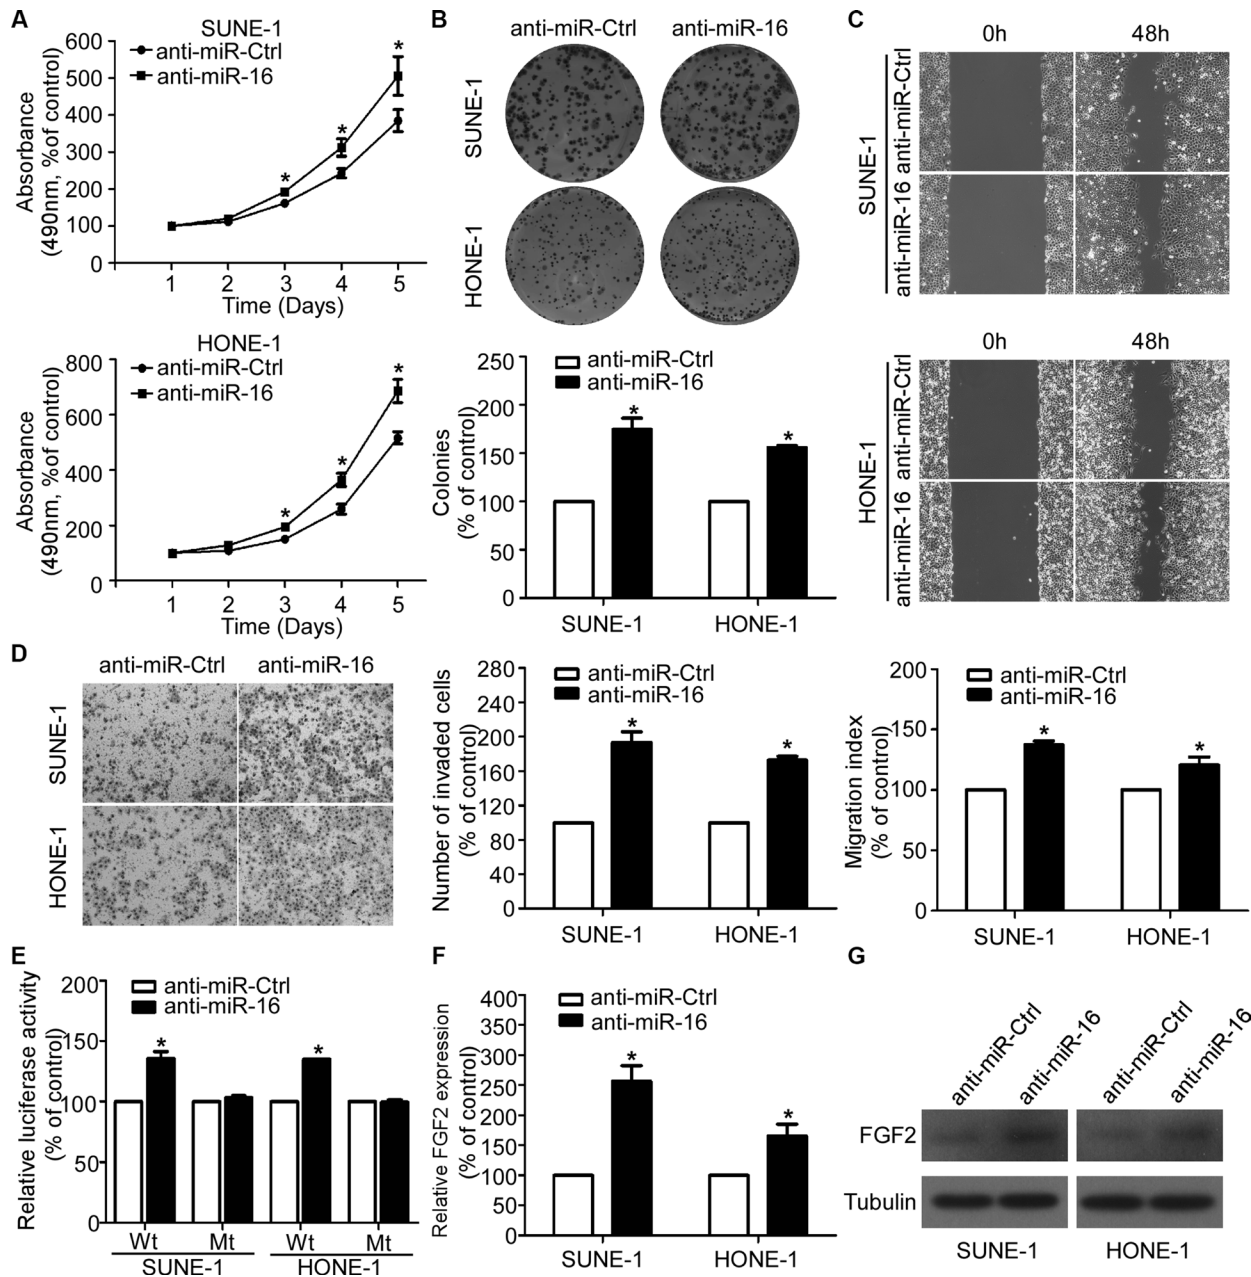 A
SUNE-1
anti-miR-Ctrl
anti-miR-16
600
500
400
300
200
100
0
Absorbance
(490nm, %of control)
*
*
*
1 2 3 4 5
Time (Days)
HONE-1
anti-miR-Ctrl
anti-miR-16
800
600
400
200
0
Absorbance
(490nm, %of control)
*
*
*
1 2 3 4 5
Time (Days)
B
anti-miR-Ctrl anti-miR-16
SUNE-1
HONE-1
anti-miR-Ctrl
anti-miR-16
250
200
150
100
50
0
Colonies
(% of control)
* *
SUNE-1 HONE-1
C
0h 48h
SUNE-1
anti-miR-Ctrl
anti-miR-16
0h 48h
HONE-1
anti-miR-Ctrl
anti-miR-16
D
anti-miR-Ctrl anti-miR-16
SUNE-1
HONE-1
anti-miR-Ctrl
anti-miR-16
280
240
200
160
120
80
40
0
Number of invaded cells
(% of control)
* *
SUNE-1 HONE-1
anti-miR-Ctrl
anti-miR-16
200
150
100
50
0
Migration index
(% of control)
* *
SUNE-1 HONE-1
E
anti-miR-Ctrl
anti-miR-16
200
150
100
50
0
Relative luciferase activity
(% of control)
* *
Wt Mt Wt Mt
SUNE-1 HONE-1
F
anti-miR-Ctrl
anti-miR-16
400
350
300
250
200
150
100
50
0
Relative FGF2 expression
(% of control)
* *
SUNE-1 HONE-1
G
anti-miR-Ctrl anti-miR-16 anti-miR-Ctrl anti-miR-16
FGF2
Tubulin
SUNE-1 HONE-1